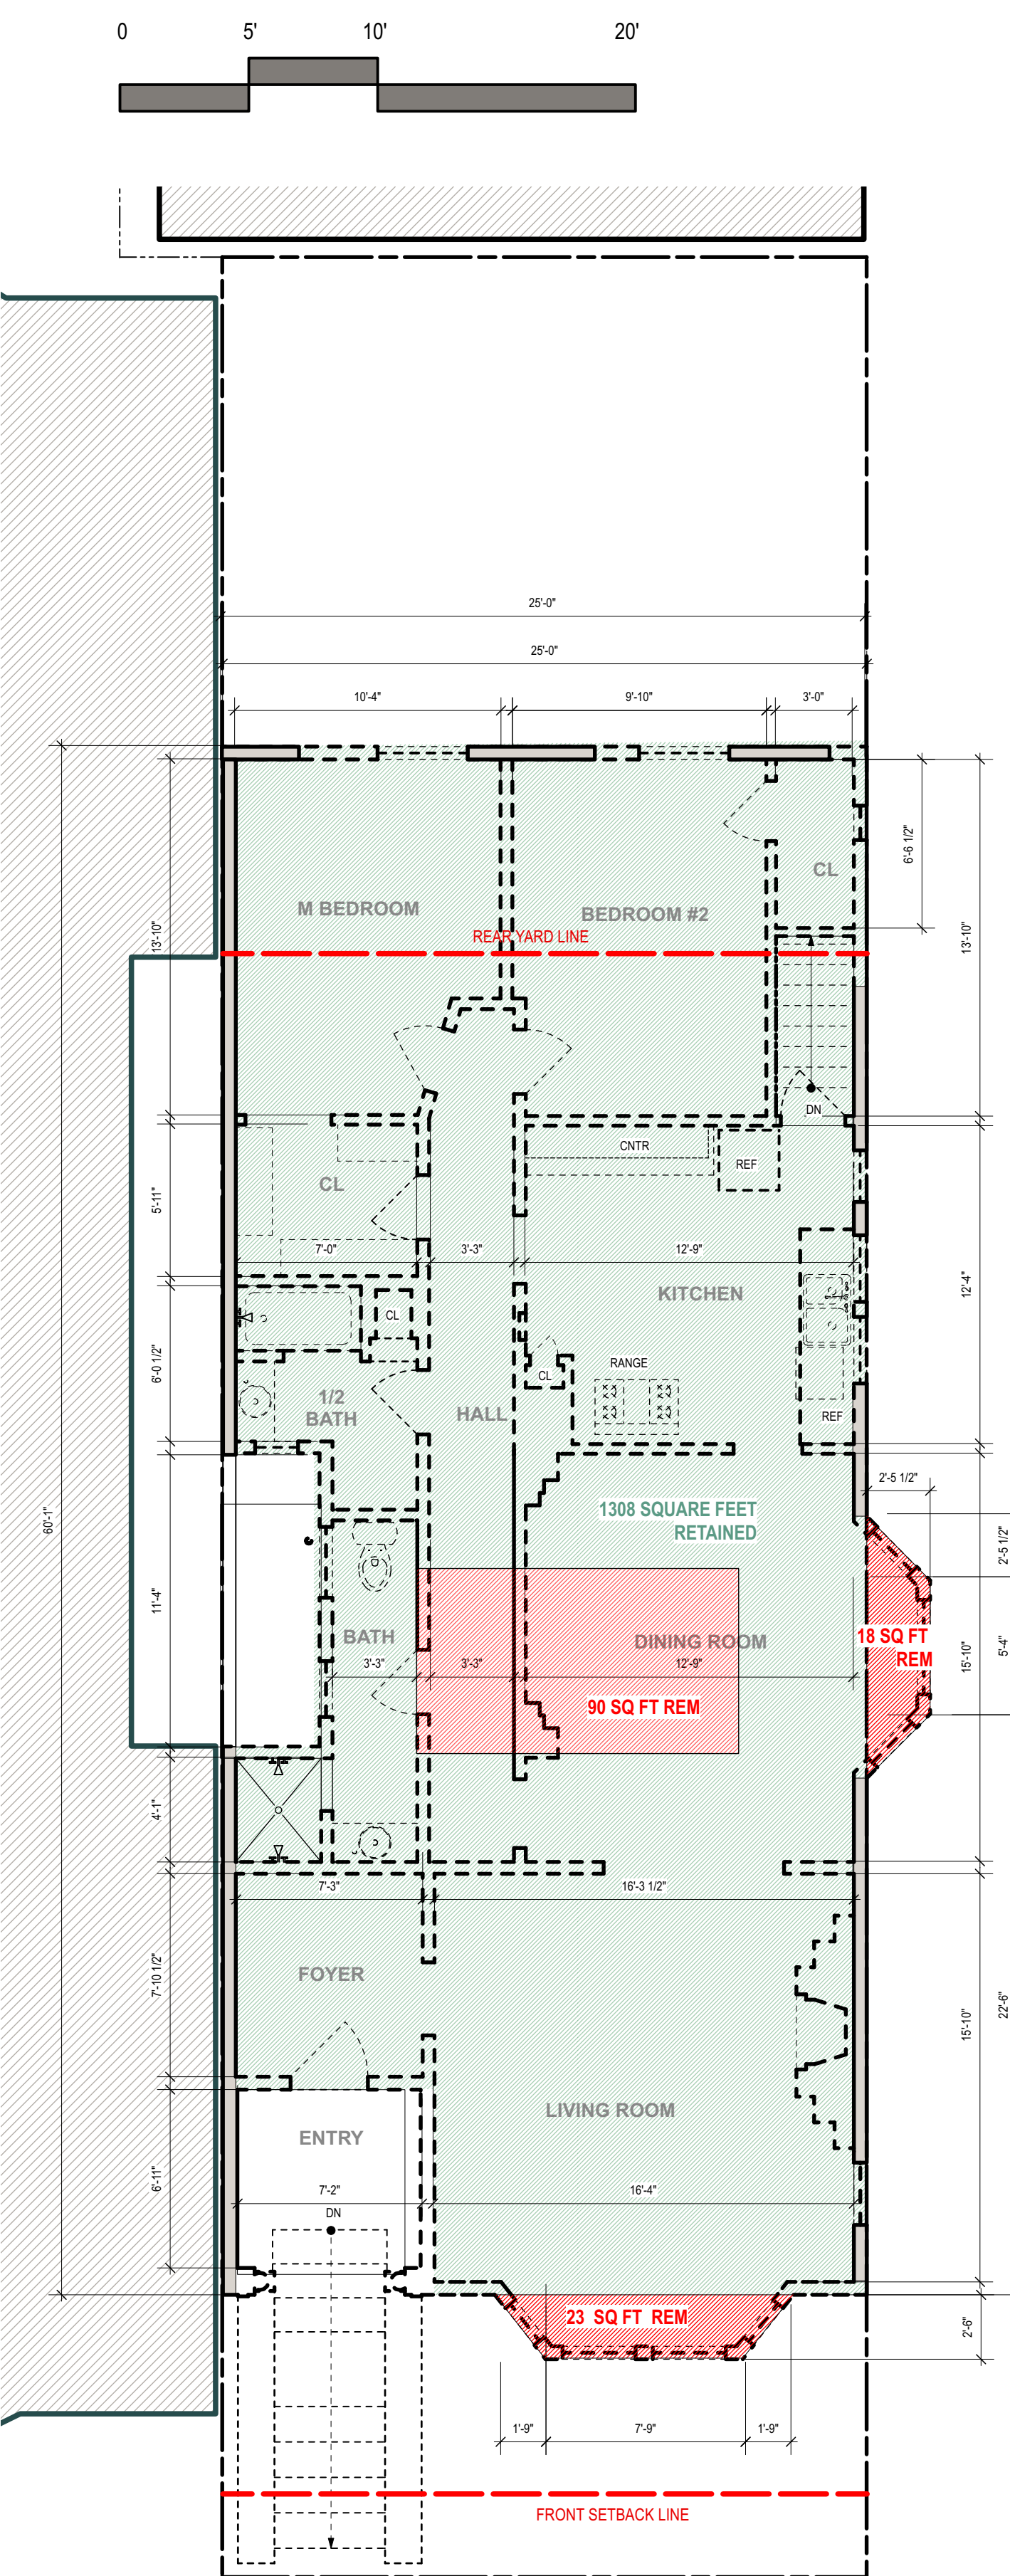 0 5' 10' 20'
25'-0"
25'-0"
10'-4" 9'-10" 3'-0"
6'-6 1/2"
CL
M BEDROOM
BEDROOM #2
REAR YARD LINE
13'-10"
13'-10"
DN
CNTR
REF
CL
5'-11"
7'-0" 3'-3" 12'-9"
12'-4"
KITCHEN
CL
RANGE
CL
6'-0 1/2"
1/2
BATH
HALL
REF
2'-5 1/2"
1308 SQUARE FEET
RETAINED
60'-1"
2'-5 1/2"
11'-4"
BATH
DINING ROOM
18 SQ FT
REM
5'-4"
15'-10"
3'-3" 3'-3" 12'-9"
90 SQ FT REM
4'-1"
7'-3" 16'-3 1/2"
FOYER
7'-10 1/2"
22'-6"
15'-10"
LIVING ROOM
ENTRY
6'-11"
7'-2" 16'-4"
DN
23 SQ FT REM
2'-6"
1'-9" 7'-9" 1'-9"
FRONT SETBACK LINE